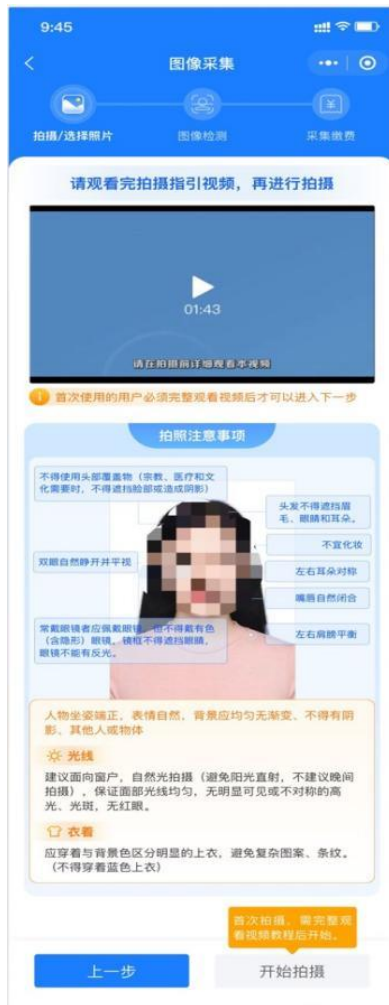 9:45
图像采集
拍摄/选择照片
图像检测
采集缴费
请观看完拍摄指引视频，再进行拍摄
01:43
请在拍摄前详细观看本视频
首次使用的用户必须完整观看视频后才可以进入下一步
拍照注意事项
不得使用头部覆盖物（宗教、医疗和文
化需要时，不得遮挡脸部或造成阴影）
头发不得遮挡眉
毛、眼睛和耳朵。
不宜化妆
双眼自然睁开并平视
左右耳朵对称
嘴唇自然闭合
常戴眼镜者应佩戴眼镜，但不得戴有色
（含隐形）眼镜，镜框不得遮挡眼睛，
眼镜不能有反光。
左右肩膀平衡
人物坐姿端正，表情自然，背景应均匀无渐变、不得有阴
影、其他人或物体
光线
建议面向窗户，自然光拍摄（避免阳光直射，不建议晚间
拍摄），保证面部光线均匀，无明显可见或不对称的高
光、光斑，无红眼。
衣着
应穿着与背景色区分明显的上衣，避免复杂图案、条纹。
（不得穿着蓝色上衣）
首次拍摄，需完整观
看视频教程后开始。
上一步
开始拍摄